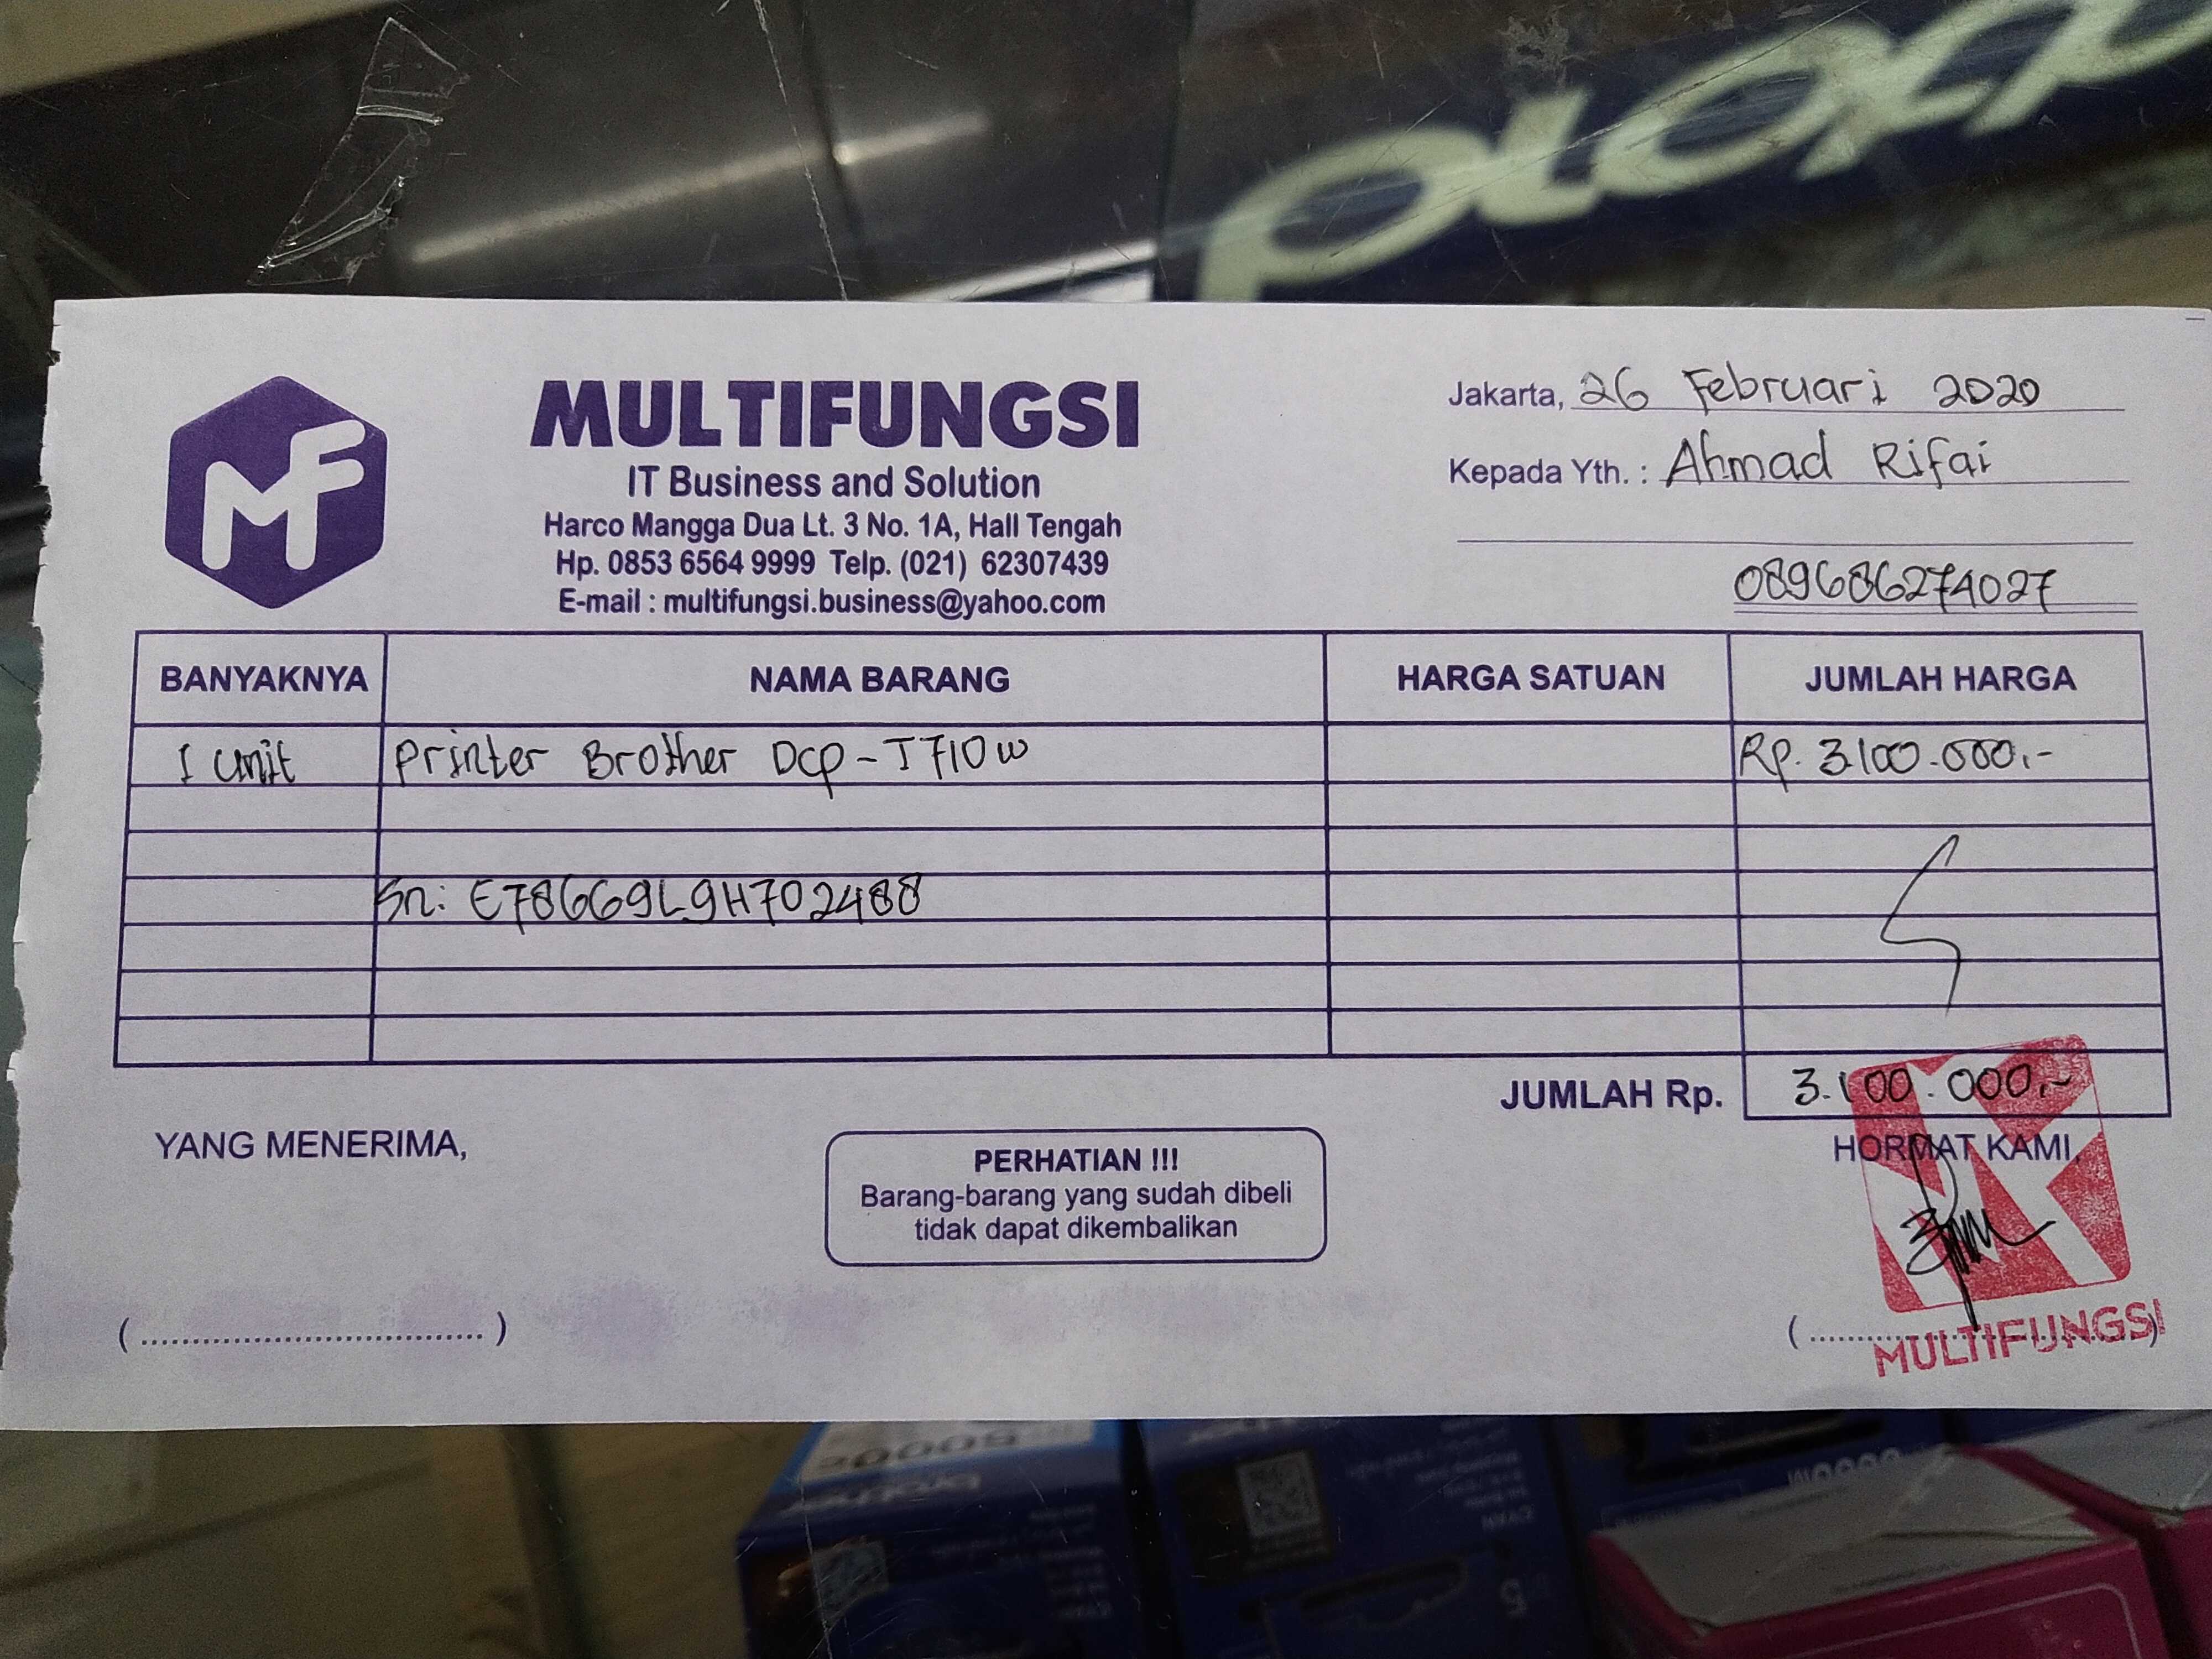 MF
MULTIFUNGSI
IT Business and Solution
Harco Mangga Dua Lt. 3 No. 1A, Hall Tengah
Hp. 0853 6564 9999 Telp. (021) 62307439
E-mail : multifungsi.business@yahoo.com
Jakarta, 26 Februari 2020
Kepada Yth. : Ahmad Rifai
089686274027
BANYAKNYA NAMA BARANG HARGA SATUAN JUMLAH HARGA
1 unit Printer Brother Dcp-T710w Rp. 3.100.000,-
Sn: E78669L9H702488
JUMLAH Rp. 3.100.000,-
YANG MENERIMA,
PERHATIAN !!!
Barang-barang yang sudah dibeli
tidak dapat dikembalikan
HORMAT KAMI,
(..................................)
(..................................)
MULTIFUNGSI
brother